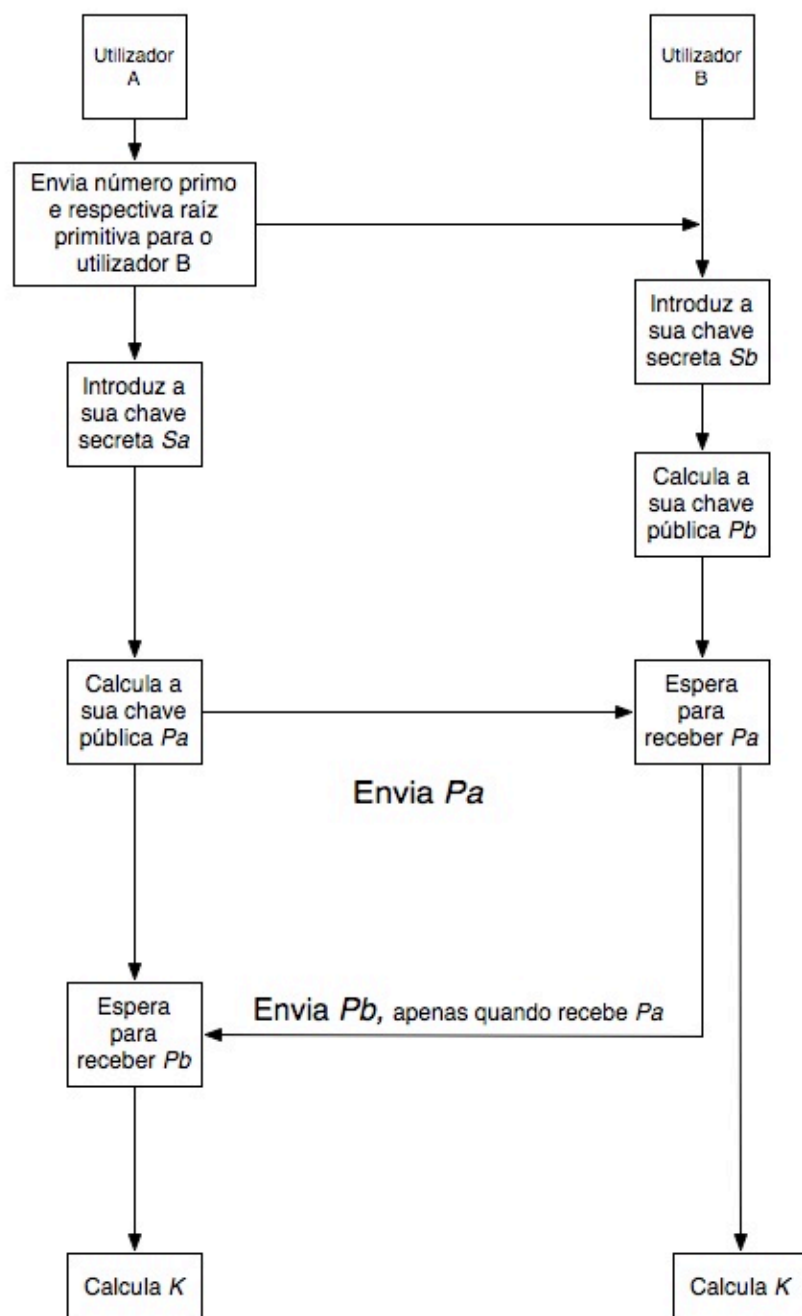 Utilizador
A
Utilizador
B
Envia número primo
e respectiva raíz
primitiva para o
utilizador B
Introduz a
sua chave
secreta Sb
Introduz a
sua chave
secreta Sa
Calcula a
sua chave
pública Pb
Calcula a
sua chave
pública Pa
Espera
para
receber Pa
Envia Pa
Espera
para
receber Pb
Envia Pb, apenas quando recebe Pa
Calcula K
Calcula K